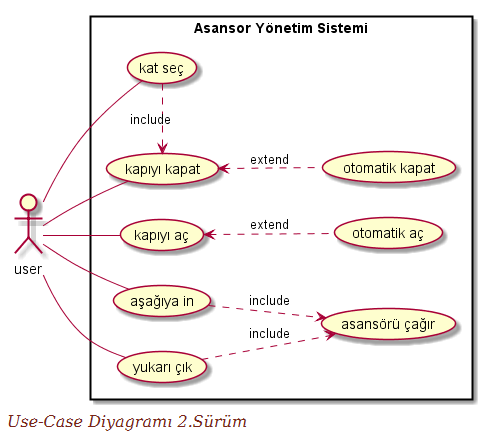 Asansor Yönetim Sistemi
kat seç
include
kapıyı kapat
extend
otomatik kapat
kapıyı aç
extend
otomatik aç
user
aşağıya in
include
asansörü çağır
include
yukarı çık
Use-Case Diyagramı 2.Sürüm